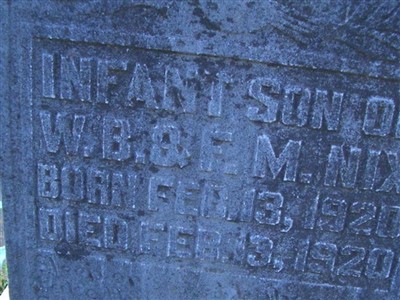 INFANT SON OF
W.B. & F. M. NIX
BORN FEB. 13, 1920
DIED FEB. 13, 1920